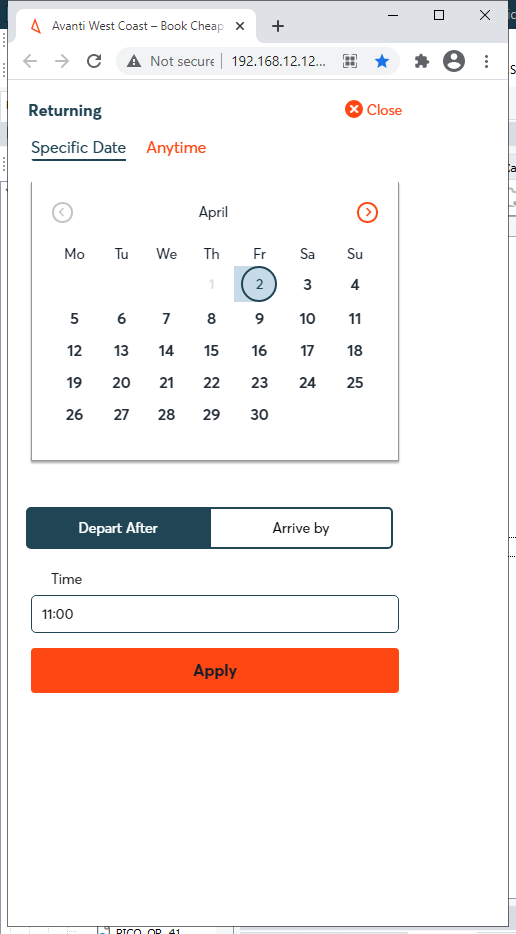 Avanti West Coast – Book Cheap
Not secure 192.168.12.12...
Returning
Close
Specific Date Anytime
April
Mo Tu We Th Fr Sa Su
1 2 3 4
5 6 7 8 9 10 11
12 13 14 15 16 17 18
19 20 21 22 23 24 25
26 27 28 29 30
Depart After Arrive by
Time
11:00
Apply